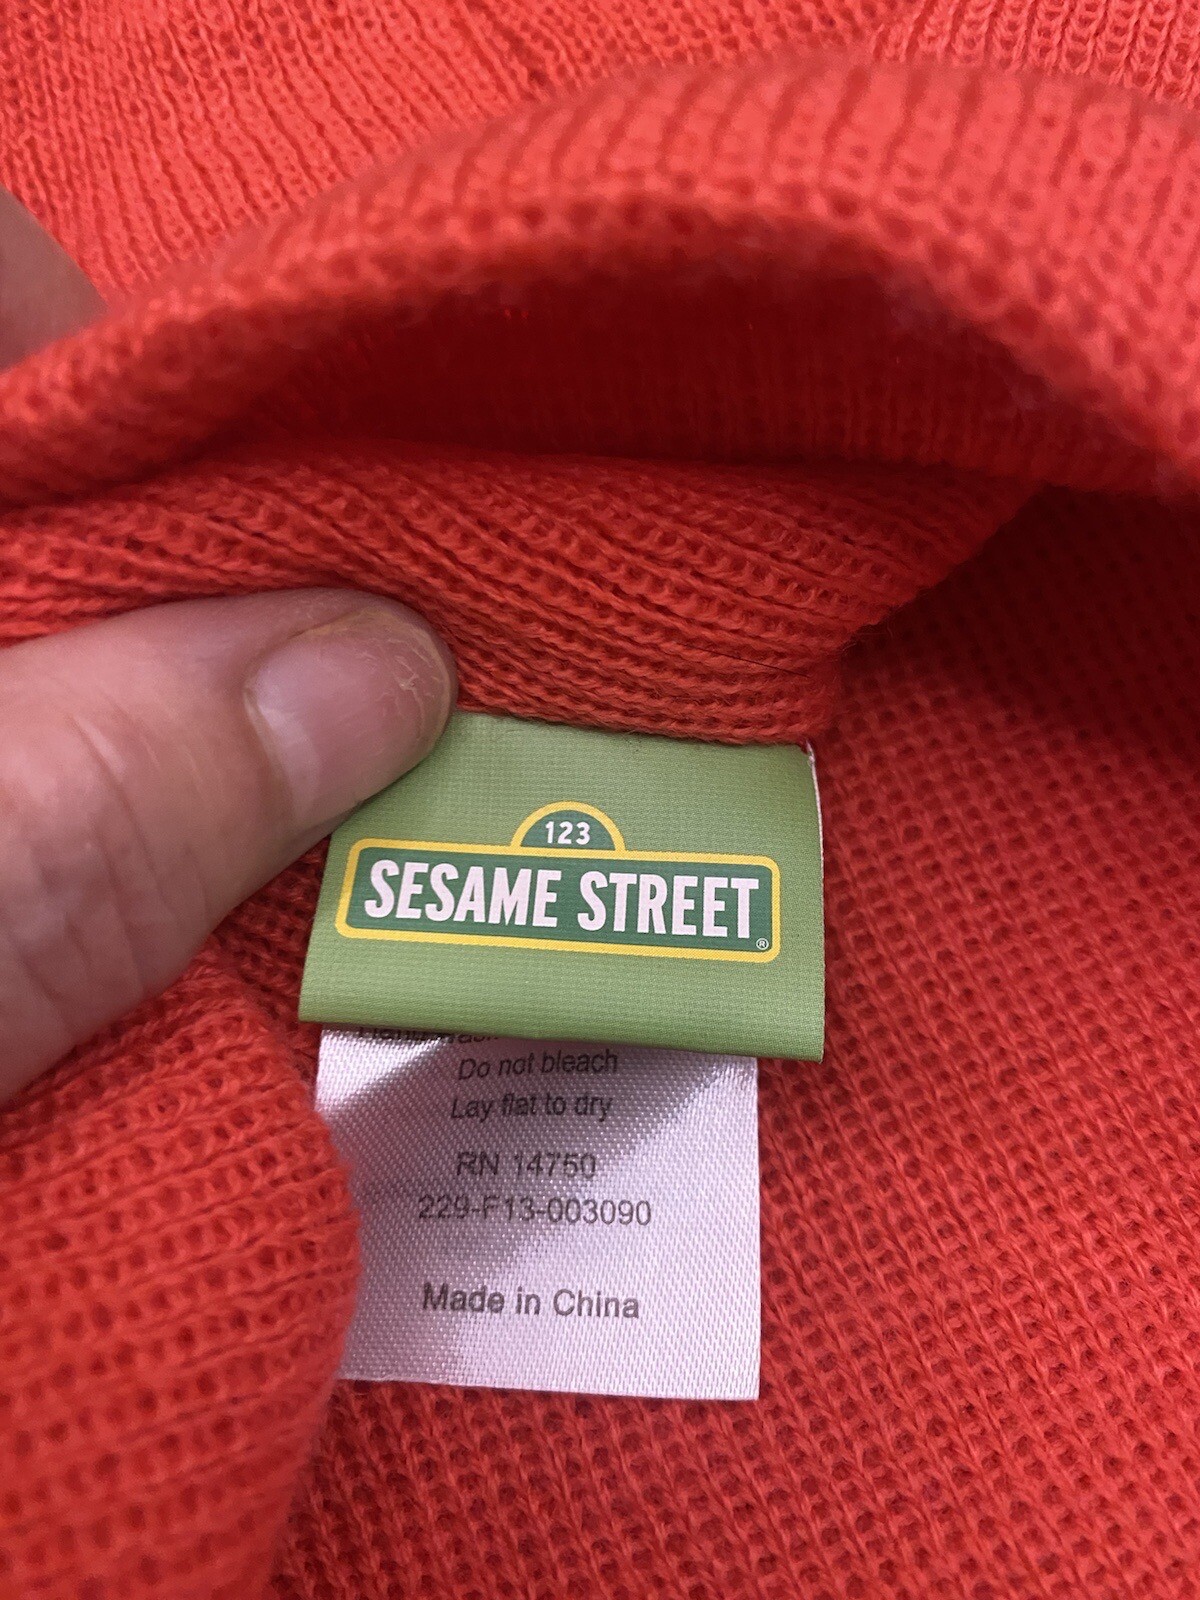 123
SESAME STREET
®
Do not bleach
Lay flat to dry
RN 14750
229-F13-003090
Made in China